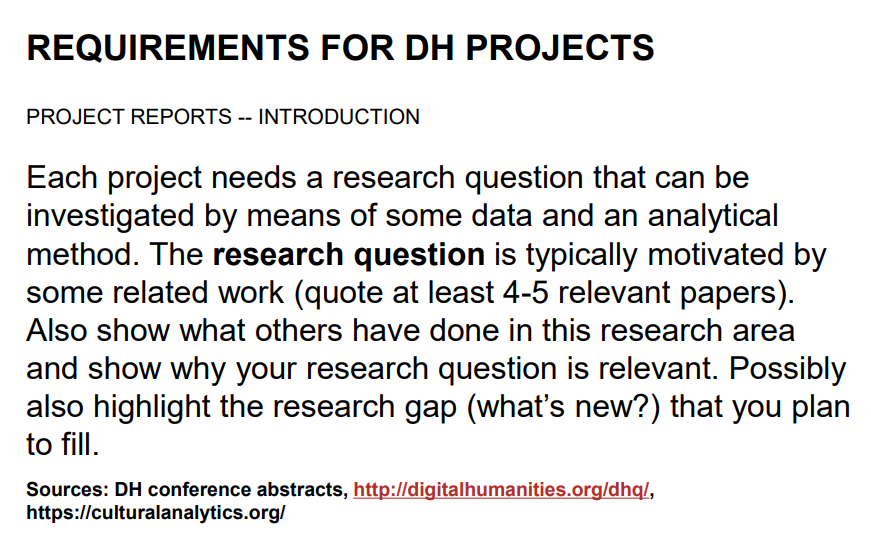 REQUIREMENTS FOR DH PROJECTS
PROJECT REPORTS -- INTRODUCTION
Each project needs a research question that can be
investigated by means of some data and an analytical
method. The research question is typically motivated by
some related work (quote at least 4-5 relevant papers).
Also show what others have done in this research area
and show why your research question is relevant. Possibly
also highlight the research gap (what’s new?) that you plan
to fill.
Sources: DH conference abstracts, http://digitalhumanities.org/dhq/,
https://culturalanalytics.org/